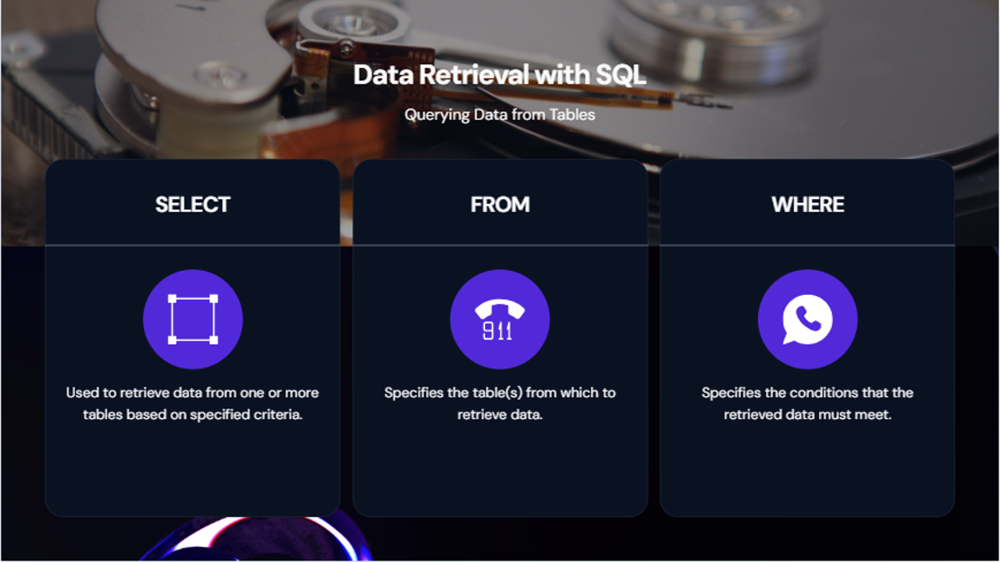 Data Retrieval with SQL
Querying Data from Tables
SELECT
FROM
WHERE
911
Used to retrieve data from one or more
tables based on specified criteria.
Specifies the table(s) from which to
retrieve data.
Specifies the conditions that the
retrieved data must meet.